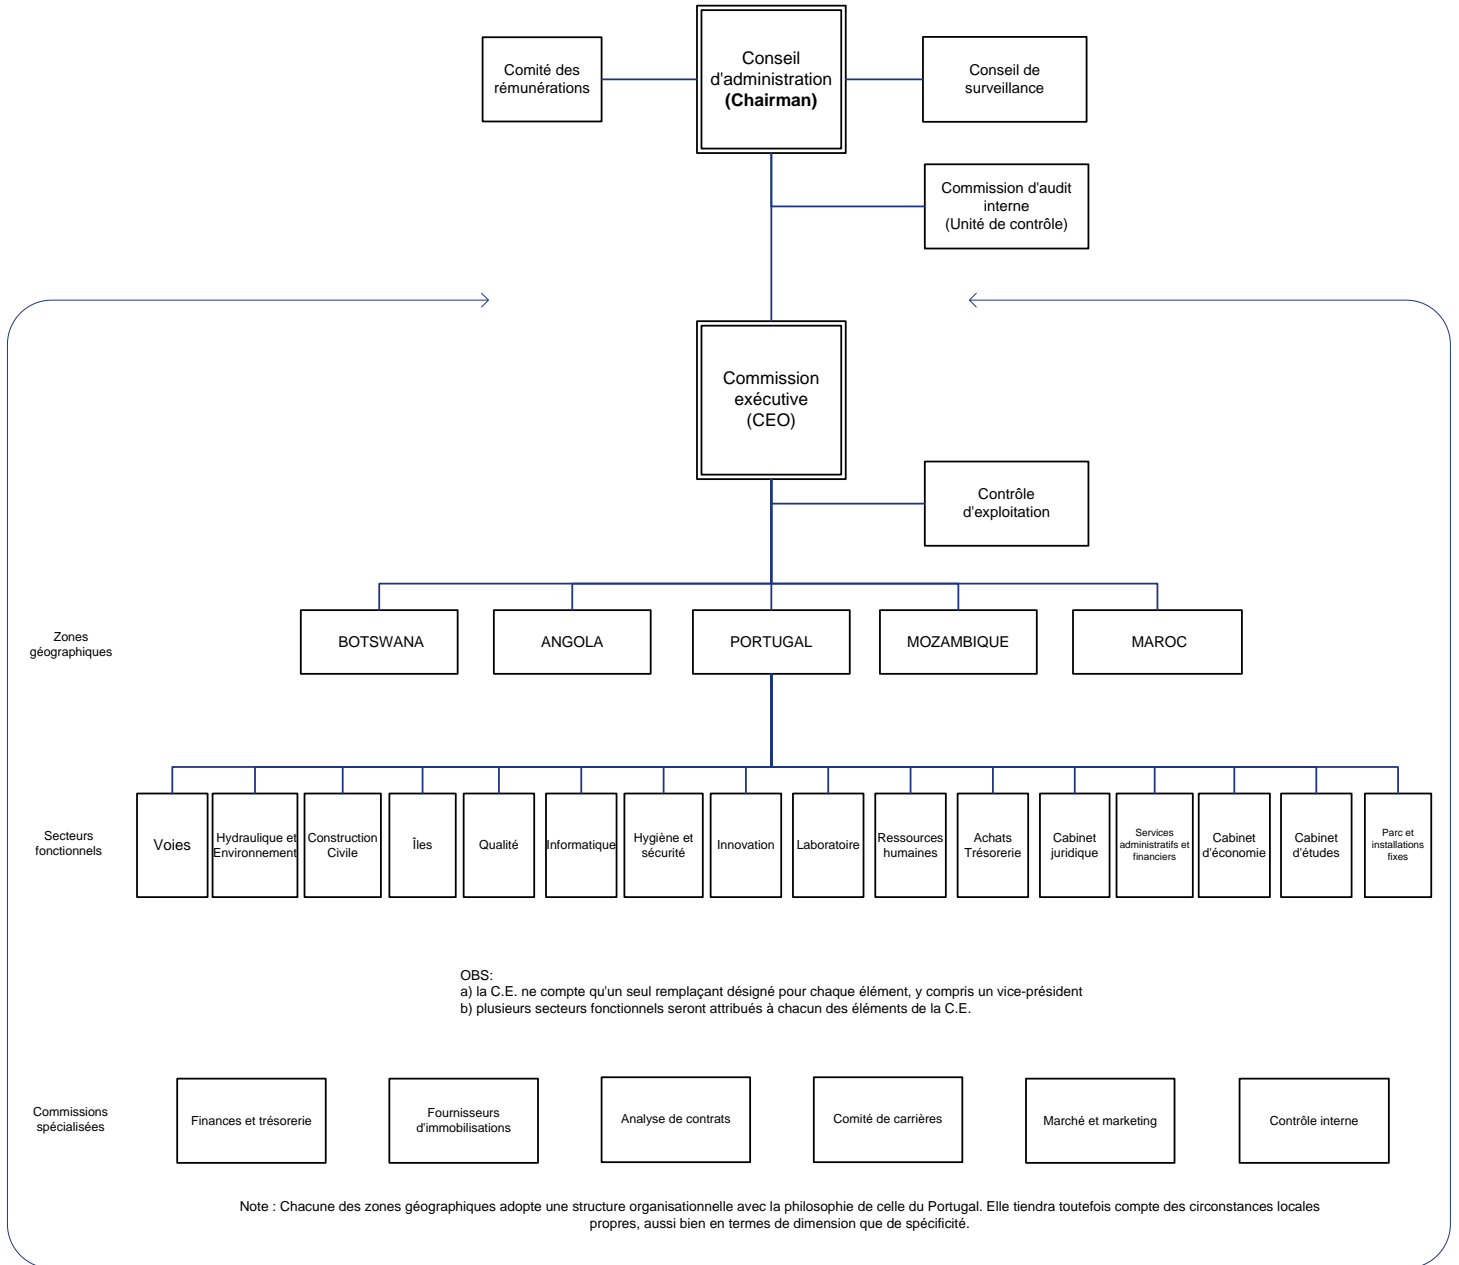 Comité des
rémunérations
Conseil
d'administration
(Chairman)
Conseil de
surveillance
Commission d'audit
interne
(Unité de contrôle)
Commission
exécutive
(CEO)
Contrôle
d'exploitation
Zones
géographiques
BOTSWANA
ANGOLA
PORTUGAL
MOZAMBIQUE
MAROC
Secteurs
fonctionnels
Voies
Hydraulique et
Environnement
Construction
Civile
Îles
Qualité
Informatique
Hygiène et
sécurité
Innovation
Laboratoire
Ressources
humaines
Achats
Trésorerie
Cabinet
juridique
Services
administratifs et
financiers
Cabinet
d'économie
Cabinet
d'études
Parc et
installations
fixes
OBS:
a) la C.E. ne compte qu'un seul remplaçant désigné pour chaque élément, y compris un vice-président
b) plusieurs secteurs fonctionnels seront attribués à chacun des éléments de la C.E.
Commissions
spécialisées
Finances et trésorerie
Fournisseurs
d'immobilisations
Analyse de contrats
Comité de carrières
Marché et marketing
Contrôle interne
Note : Chacune des zones géographiques adopte une structure organisationnelle avec la philosophie de celle du Portugal. Elle tiendra toutefois compte des circonstances locales
propres, aussi bien en termes de dimension que de spécificité.